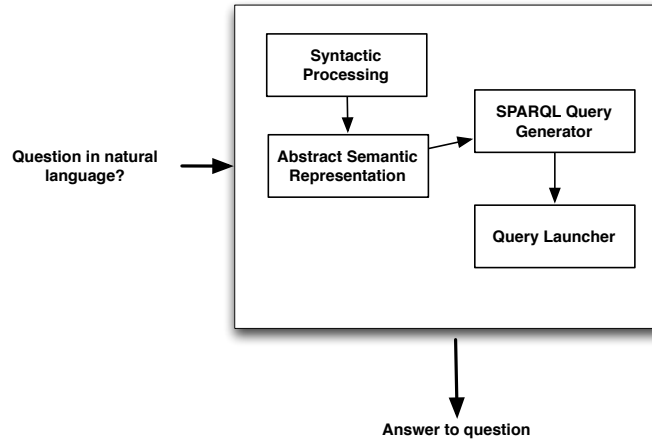 Syntactic
Processing
SPARQL Query
Generator
Question in natural
language?
Abstract Semantic
Representation
Query Launcher
Answer to question